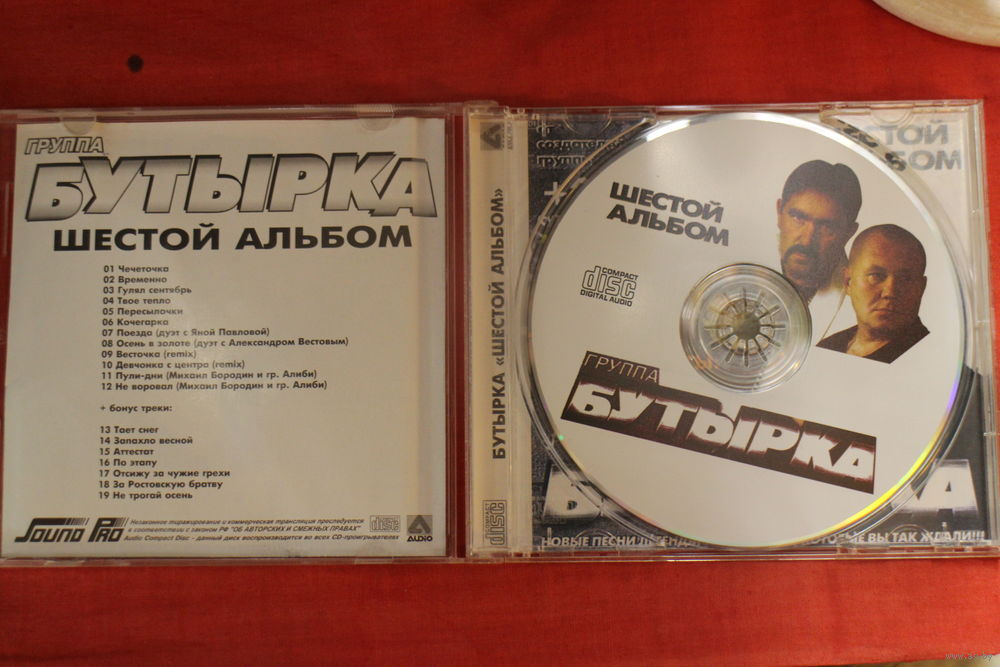 ГРУППА
БУТЫРКА
ШЕСТОЙ АЛЬБОМ
01 Чечеточка
02 Временно
03 Гулял сентябрь
04 Твое тепло
05 Пересылочки
06 Кочегарка
07 Поезда (дуэт с Яной Павловой)
08 Осень в золоте (дуэт с Александром Вестовым)
09 Весточка (remix)
10 Девчонка с центра (remix)
11 Пули-дни (Михаил Бородин и гр. Алиби)
12 Не воровал (Михаил Бородин и гр. Алиби)
+ бонус треки:
13 Тает снег
14 Запахло весной
15 Аттестат
16 По этапу
17 Отсижу за чужие грехи
18 За Ростовскую братву
19 Не трогай осень
SOUND PRO
Незаконное тиражирование и коммерческая трансляция преследуется
в соответствии с законом РФ "ОБ АВТОРСКИХ И СМЕЖНЫХ ПРАВАХ"
Audio Compact Disc - данный диск воспроизводится во всех CD-проигрывателях
disc
AUDIO
БУТЫРКА «ШЕСТОЙ АЛЬБОМ»
COMPACT
disc
ШЕСТОЙ
АЛЬБОМ
COMPACT
disc
DIGITAL AUDIO
ГРУППА
БУТЫРКА
ШЕСТОЙ
ЬБОМ
НОВЫЕ ПЕСНИ
ВЫ ТАК ЖДАЛИ!!!